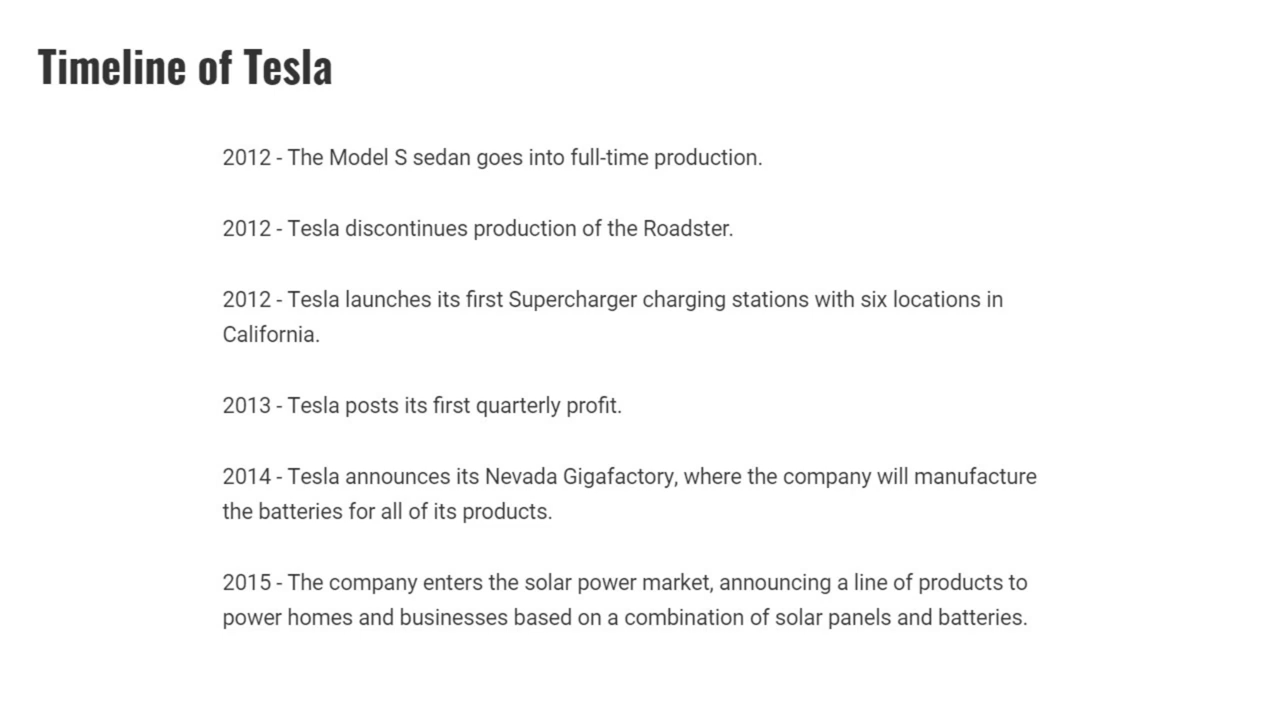 Timeline of Tesla
2012 - The Model S sedan goes into full-time production.
2012 - Tesla discontinues production of the Roadster.
2012 - Tesla launches its first Supercharger charging stations with six locations in
California.
2013 - Tesla posts its first quarterly profit.
2014 - Tesla announces its Nevada Gigafactory, where the company will manufacture
the batteries for all of its products.
2015 - The company enters the solar power market, announcing a line of products to
power homes and businesses based on a combination of solar panels and batteries.